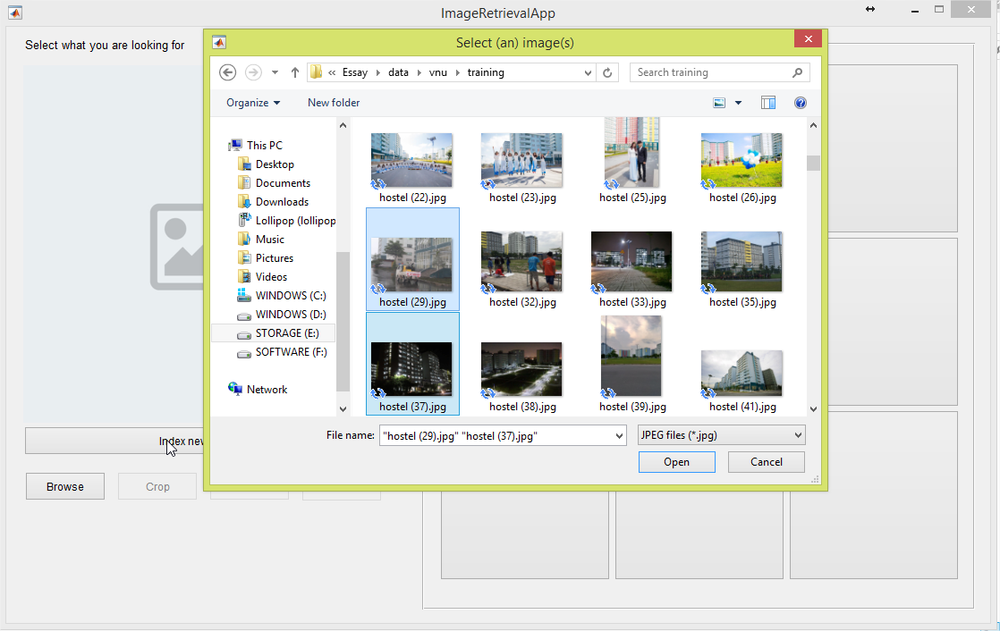 ImageRetrievalApp
Select what you are looking for
Select (an) image(s)
« Essay data vnu training
Search training
Organize
New folder
This PC
Desktop
Documents
Downloads
Lollipop (lollipop
Music
Pictures
Videos
WINDOWS (C:)
WINDOWS (D:)
STORAGE (E:)
SOFTWARE (F:)
Network
hostel (22).jpg
hostel (23).jpg
hostel (25).jpg
hostel (26).jpg
hostel (29).jpg
hostel (32).jpg
hostel (33).jpg
hostel (35).jpg
hostel (37).jpg
hostel (38).jpg
hostel (39).jpg
hostel (41).jpg
File name:
"hostel (29).jpg" "hostel (37).jpg"
JPEG files (*.jpg)
Open
Cancel
Index new
Browse
Crop